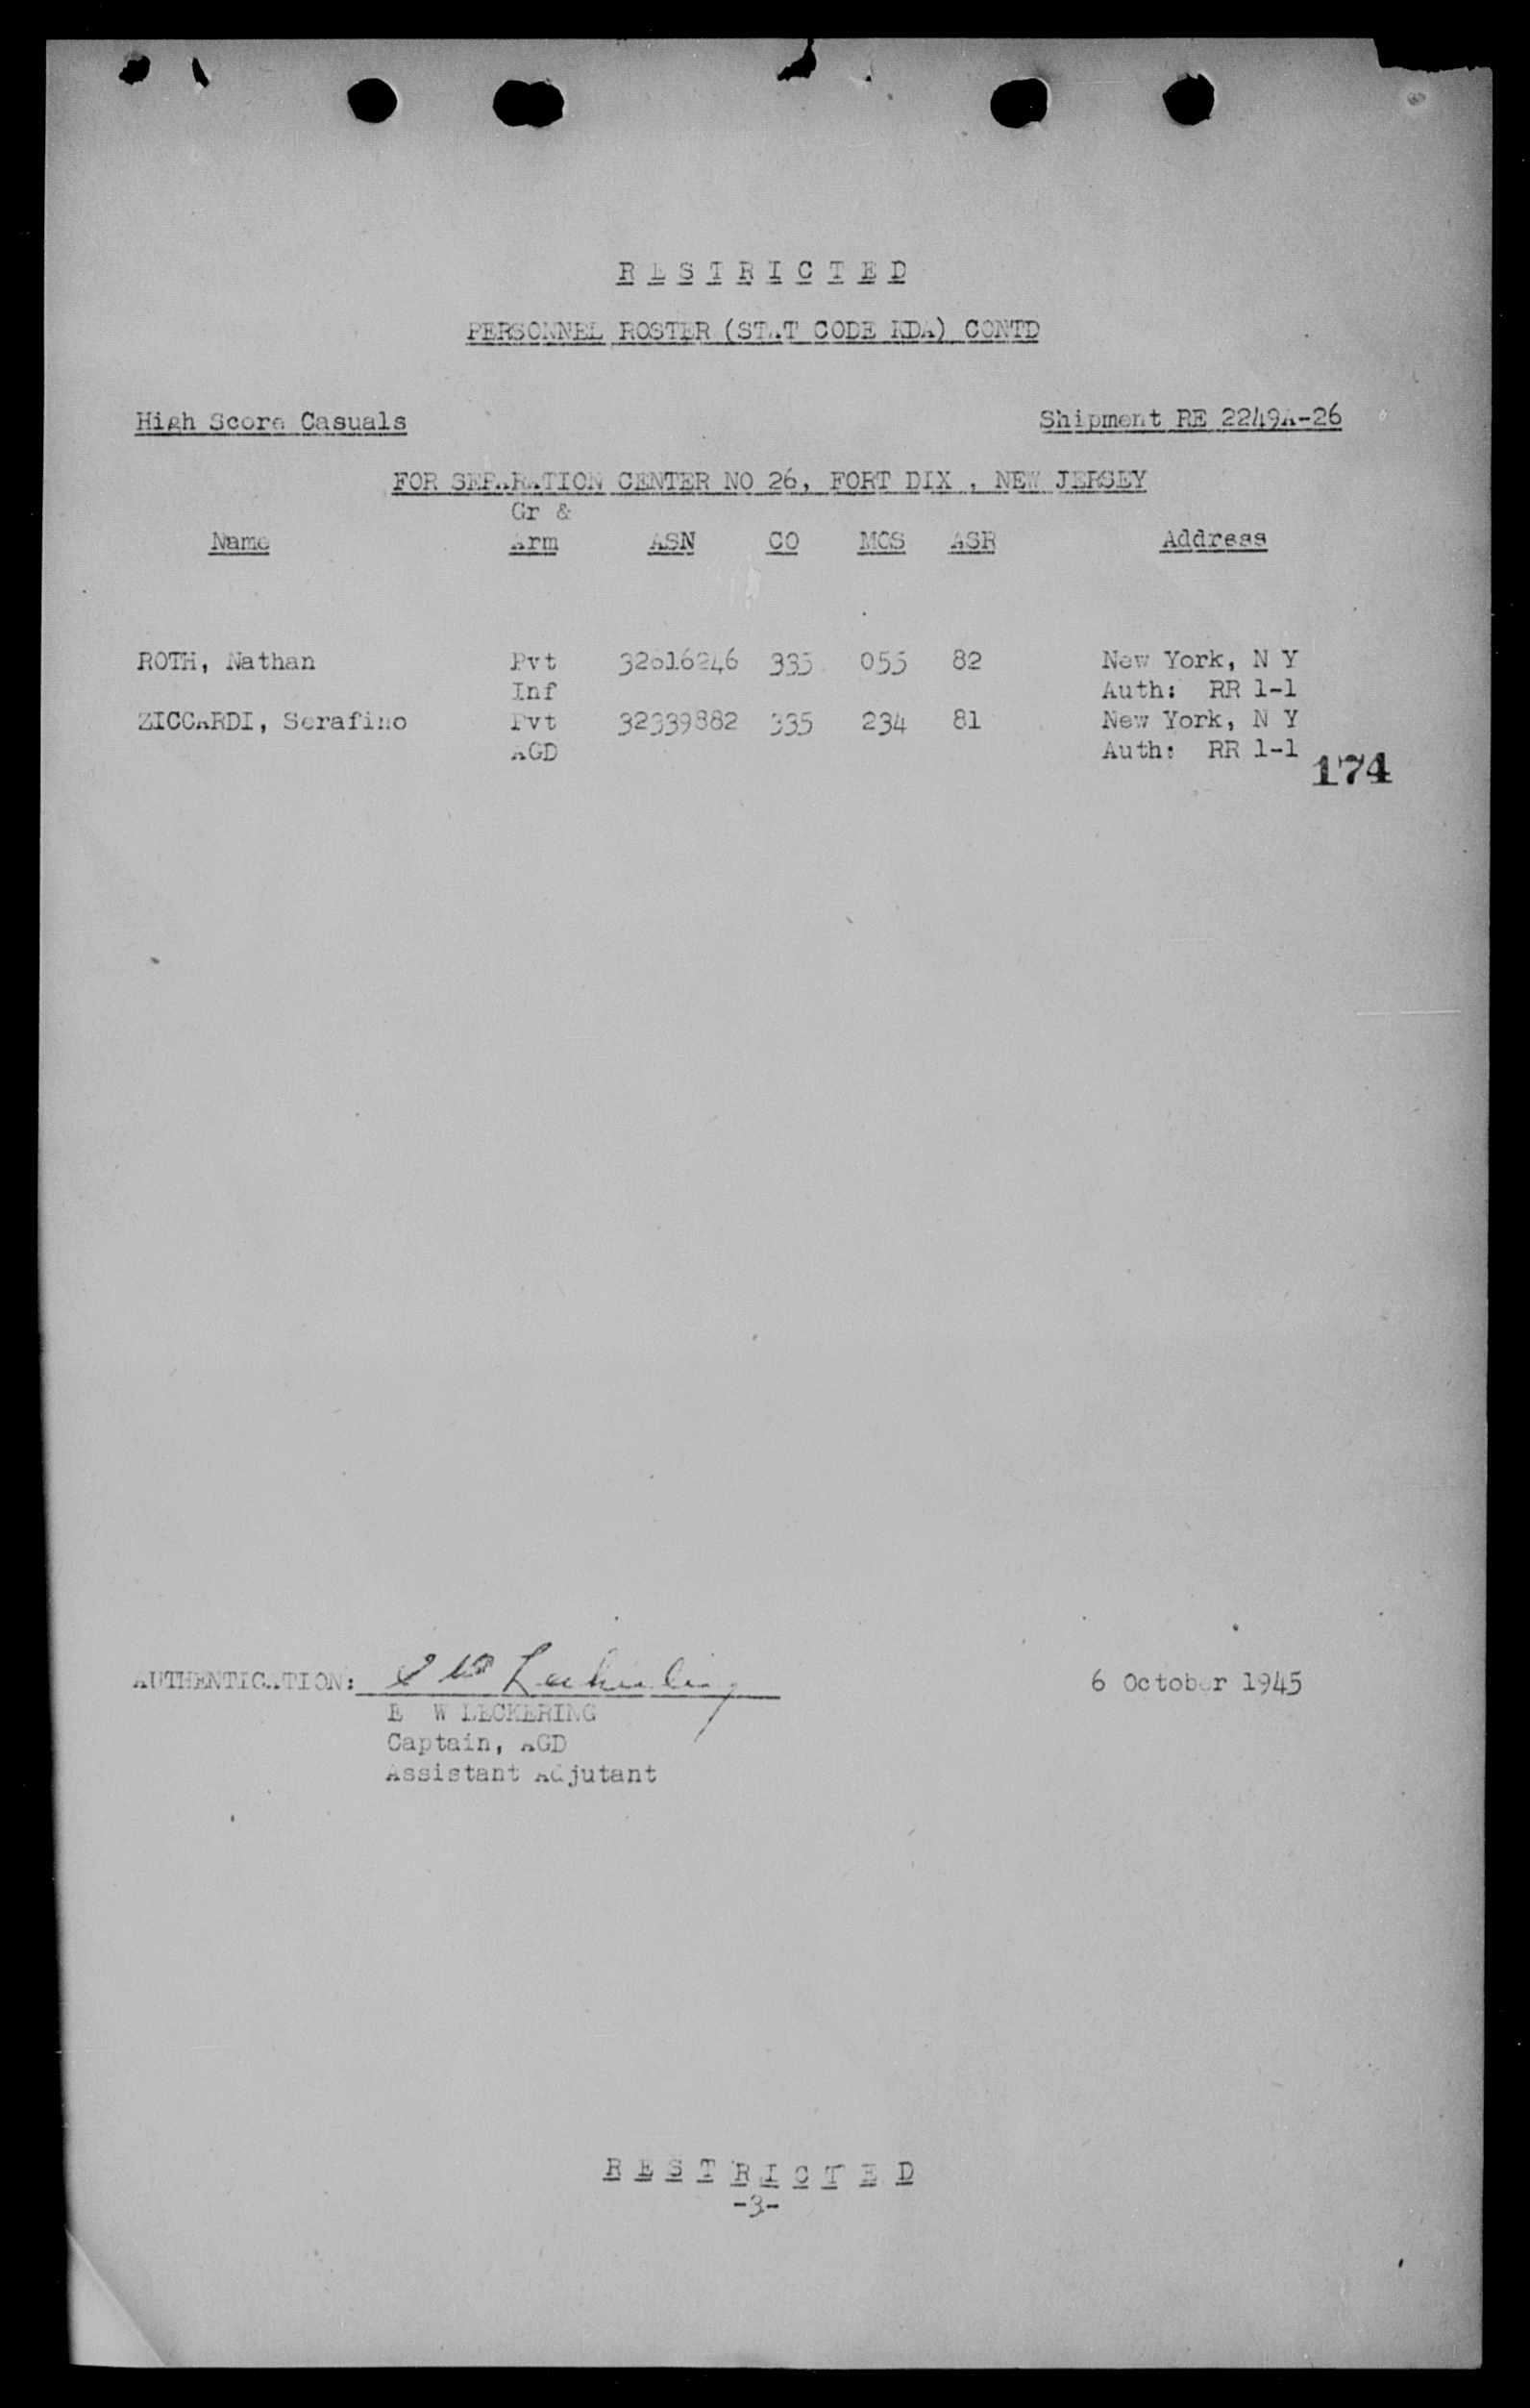 R E S T R I C T E D
PERSONNEL ROSTER (STAT CODE KDA) CONTD
High Score Casuals Shipment RE 2249A-26
FOR SEPARATION CENTER NO 26, FORT DIX , NEW JERSEY
Gr &
Name Arm ASN CO MCS ASR Address
ROTH, Nathan Pvt 335 055 82 New York, N Y
Inf Auth: RR 1-1
ZICCARDI, Serafino Pvt 32339882 335 234 81 New York, N Y
AGD Auth: RR 1-1
174
AUTHENTICATION: E W Leckering 6 October 1945
E W LECKERING
Captain, AGD
Assistant Adjutant
R E S T R I C T E D
-3-